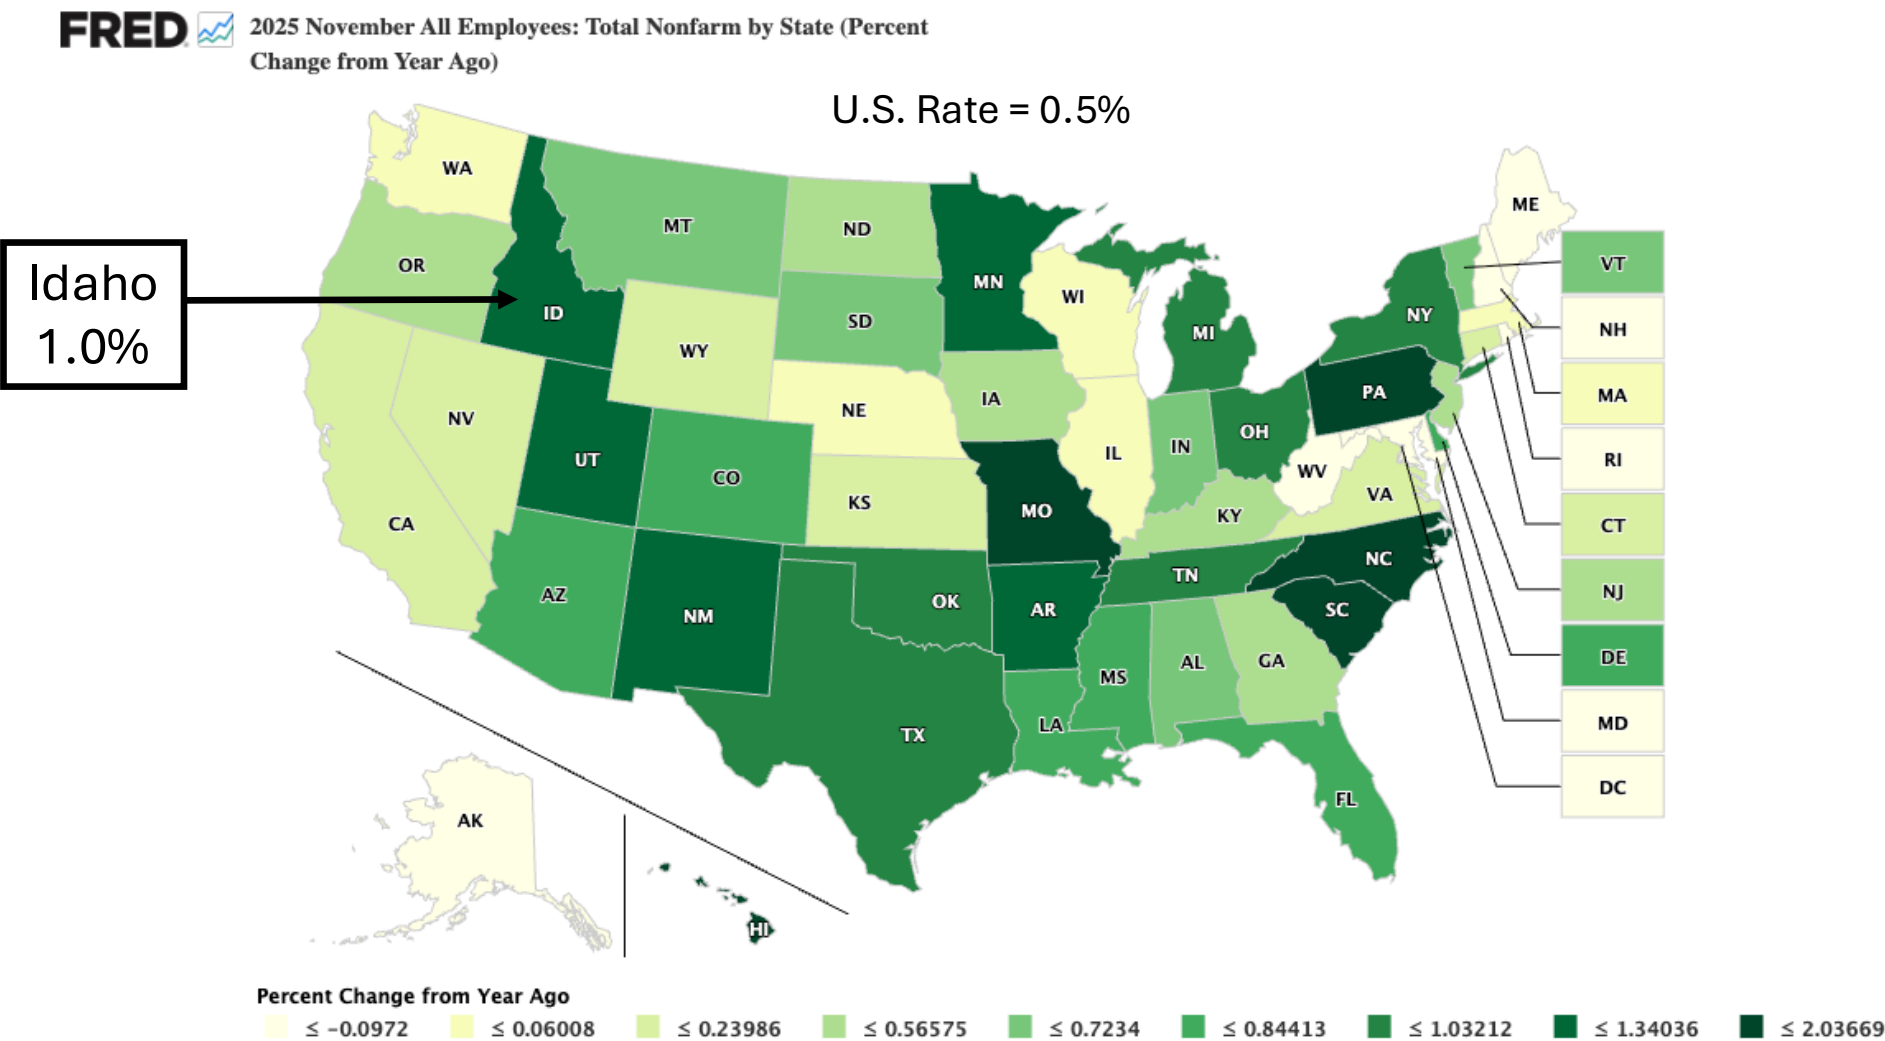 FRED
2025 November All Employees: Total Nonfarm by State (Percent
Change from Year Ago)
U.S. Rate = 0.5%
Idaho
1.0%
WA
OR
ID
MT
ND
MN
WI
MI
NY
ME
VT
NH
MA
RI
CT
NJ
DE
MD
DC
WY
SD
IA
NE
NV
UT
CO
KS
MO
IL
IN
OH
PA
WV
VA
KY
CA
AZ
NM
OK
AR
TN
NC
SC
MS
AL
GA
LA
TX
FL
AK
HI
Percent Change from Year Ago
≤ −0.0972
≤ 0.06008
≤ 0.23986
≤ 0.56575
≤ 0.7234
≤ 0.84413
≤ 1.03212
≤ 1.34036
≤ 2.03669